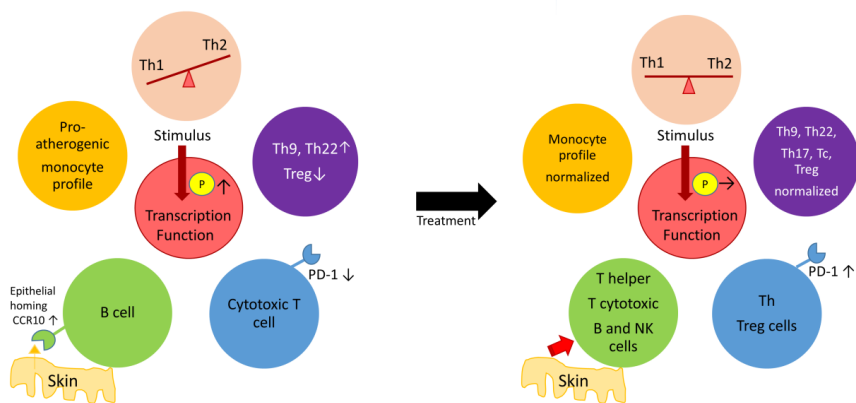 Th2
Th1
Stimulus
Pro-
atherogenic
monocyte
profile
Th9, Th22↑
Treg↓
P ↑
Transcription
Function
Epithelial
homing
CCR10 ↑
B cell
Cytotoxic T
cell
PD-1 ↓
Skin
Treatment
Th1 Th2
Stimulus
Monocyte
profile
normalized
Th9, Th22,
Th17, Tc,
Treg
normalized
P →
Transcription
Function
T helper
T cytotoxic
B and NK
cells
PD-1 ↑
Th
Treg cells
Skin